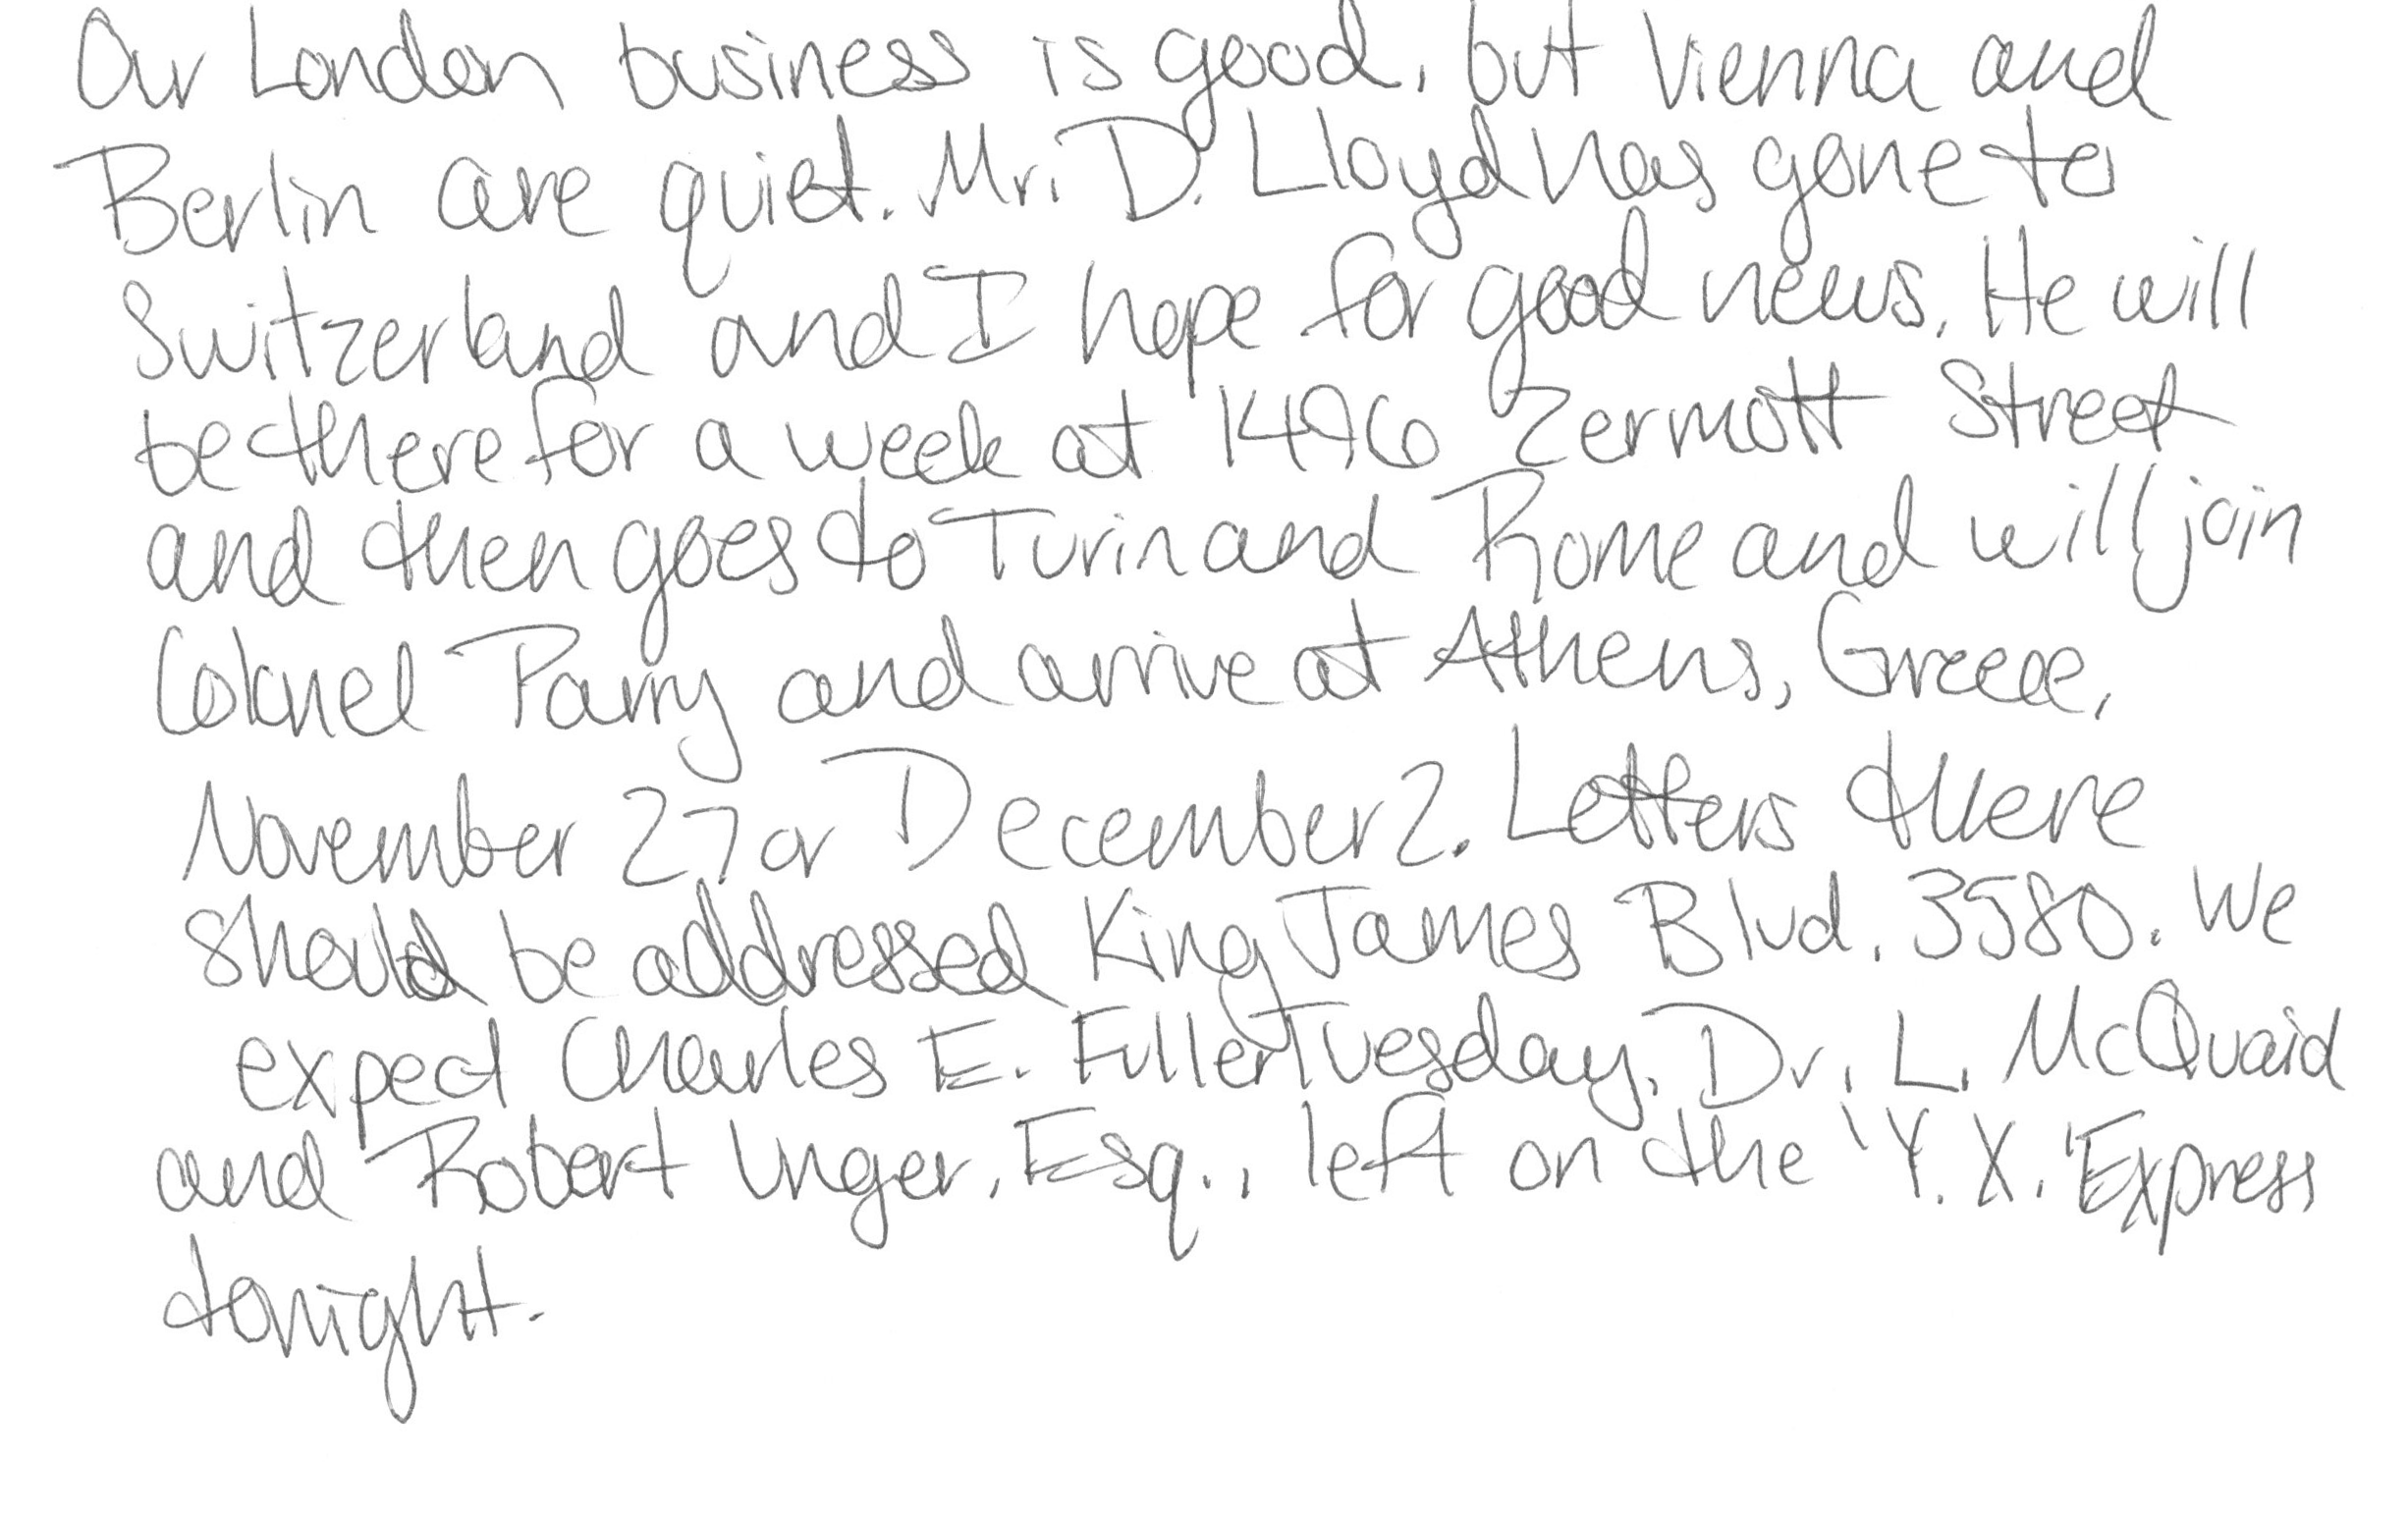 Our London business is good, but Vienna and
Berlin are quiet. Mr. D. Lloyd has gone to
Switzerland and I hope for good news. He will
be there for a week at 1496 Zermott Street
and then goes to Turin and Rome and will join
Colonel Parry and arrive at Athens, Greece,
November 27 or December 2. Letters there
should be addressed King James Blvd. 3580. We
expect Charles E. Fuller Tuesday. Dr. L. McQuaid
and Robert Unger, Esq., left on the 'Y. X. 'Express
tonight.